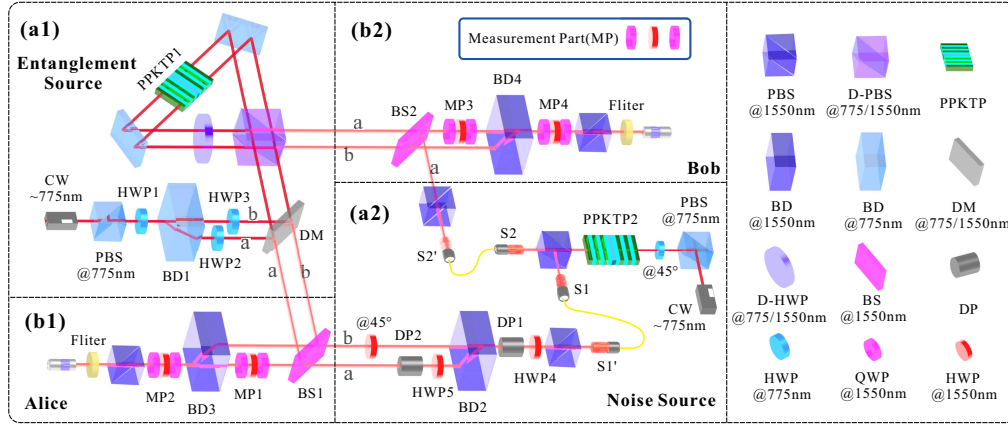 (a1)
Entanglement
Source
PPKTP1
CW
~775nm
HWP1
HWP3
b
a
HWP2
DM
PBS
@775nm
BD1
a
b
(b2)
Measurement Part(MP)
BD4
BS2
MP3
MP4
Fliter
a
b
a
Bob
(a2)
PBS
@775nm
S2
PPKTP2
S2'
@45°
S1
CW
~775nm
(b1)
Fliter
@45°
DP2
DP1
b
a
S1'
HWP4
HWP5
MP2
MP1
BS1
BD3
BD2
Alice
Noise Source
PBS
@1550nm
D-PBS
@775/1550nm
PPKTP
BD
@1550nm
BD
@775nm
DM
@775/1550nm
D-HWP
@775/1550nm
BS
@1550nm
DP
HWP
@775nm
QWP
@1550nm
HWP
@1550nm